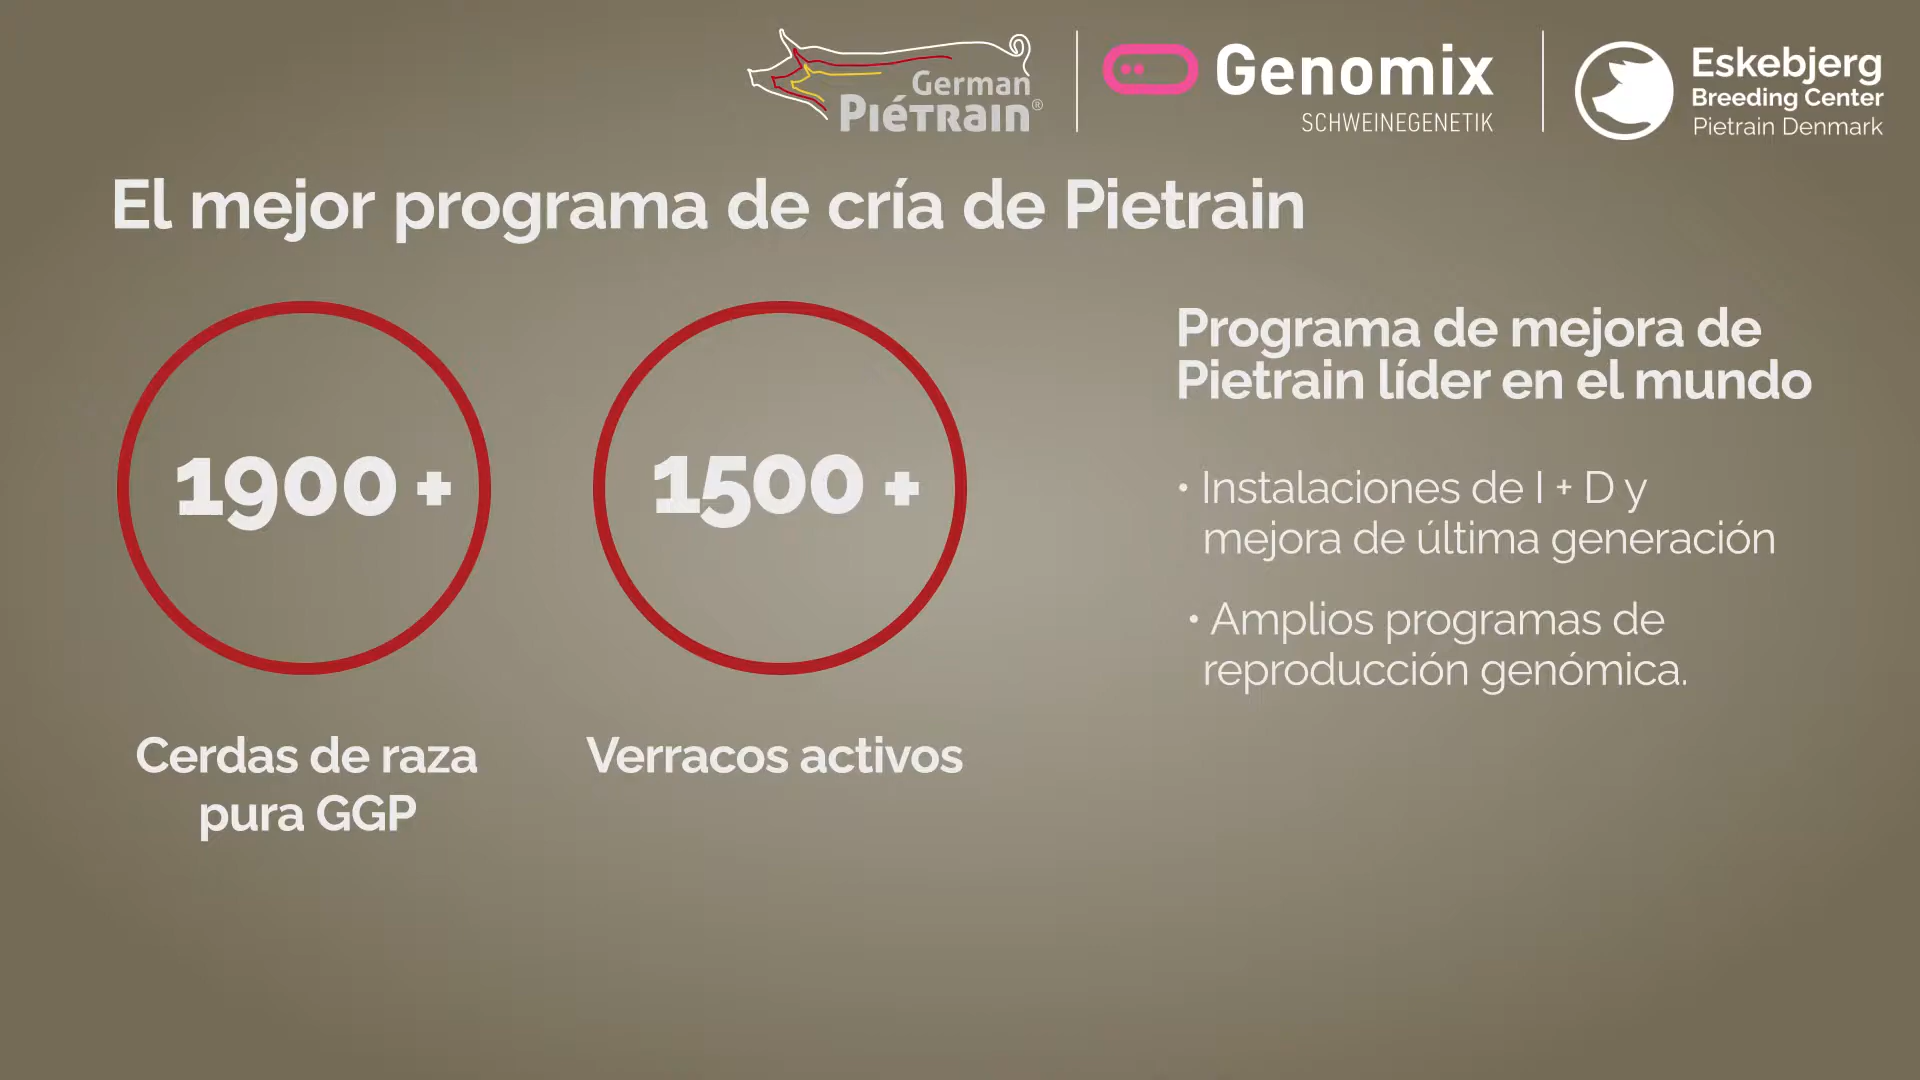 German
Piétrain®
Genomix
SCHWEINEGENETIK
Eskebjerg
Breeding Center
Pietrain Denmark
El mejor programa de cría de Pietrain
1900 +
Cerdas de raza
pura GGP
1500 +
Verracos activos
Programa de mejora de
Pietrain líder en el mundo
• Instalaciones de I + D y
mejora de última generación
• Amplios programas de
reproducción genómica.